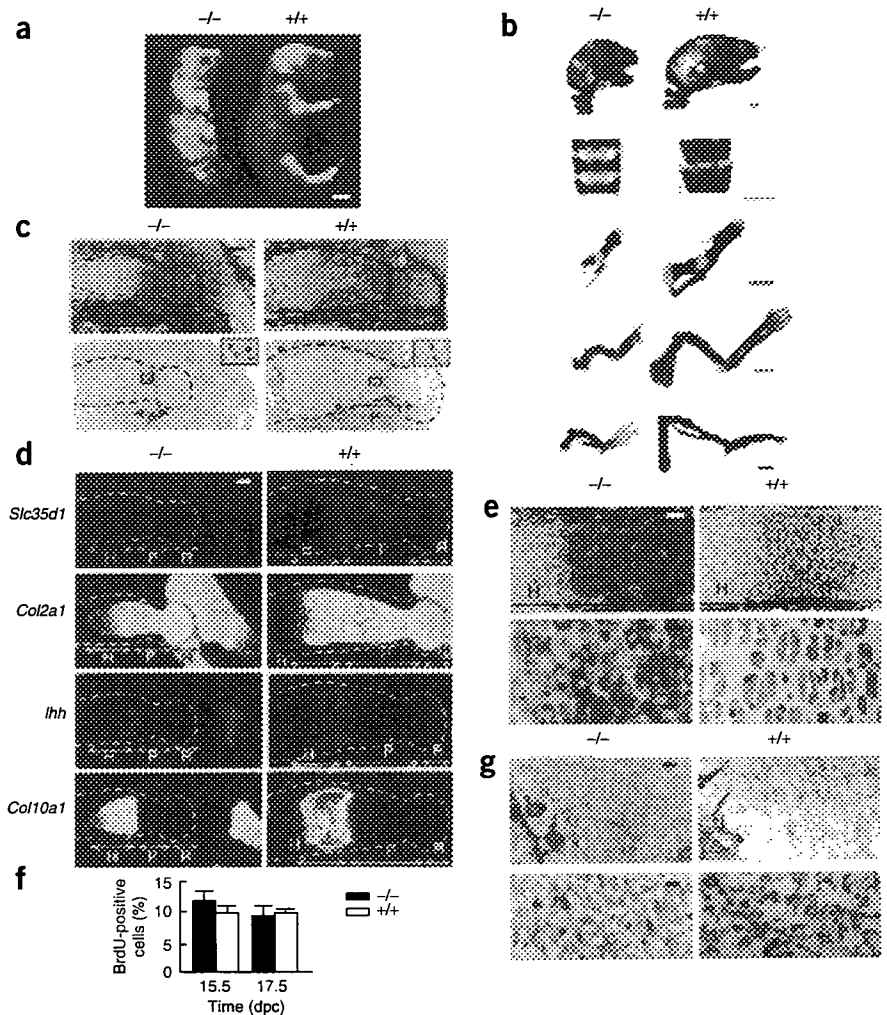 a
–/–
+/+
b
–/–
+/+
c
–/–
+/+
d
–/–
+/+
Slc35d1
Col2a1
Ihh
Col10a1
e
–/–
+/+
H
H
f
BrdU-positive
cells (%)
15
10
5
0
15.5
17.5
Time (dpc)
–/–
+/+
g
–/–
+/+